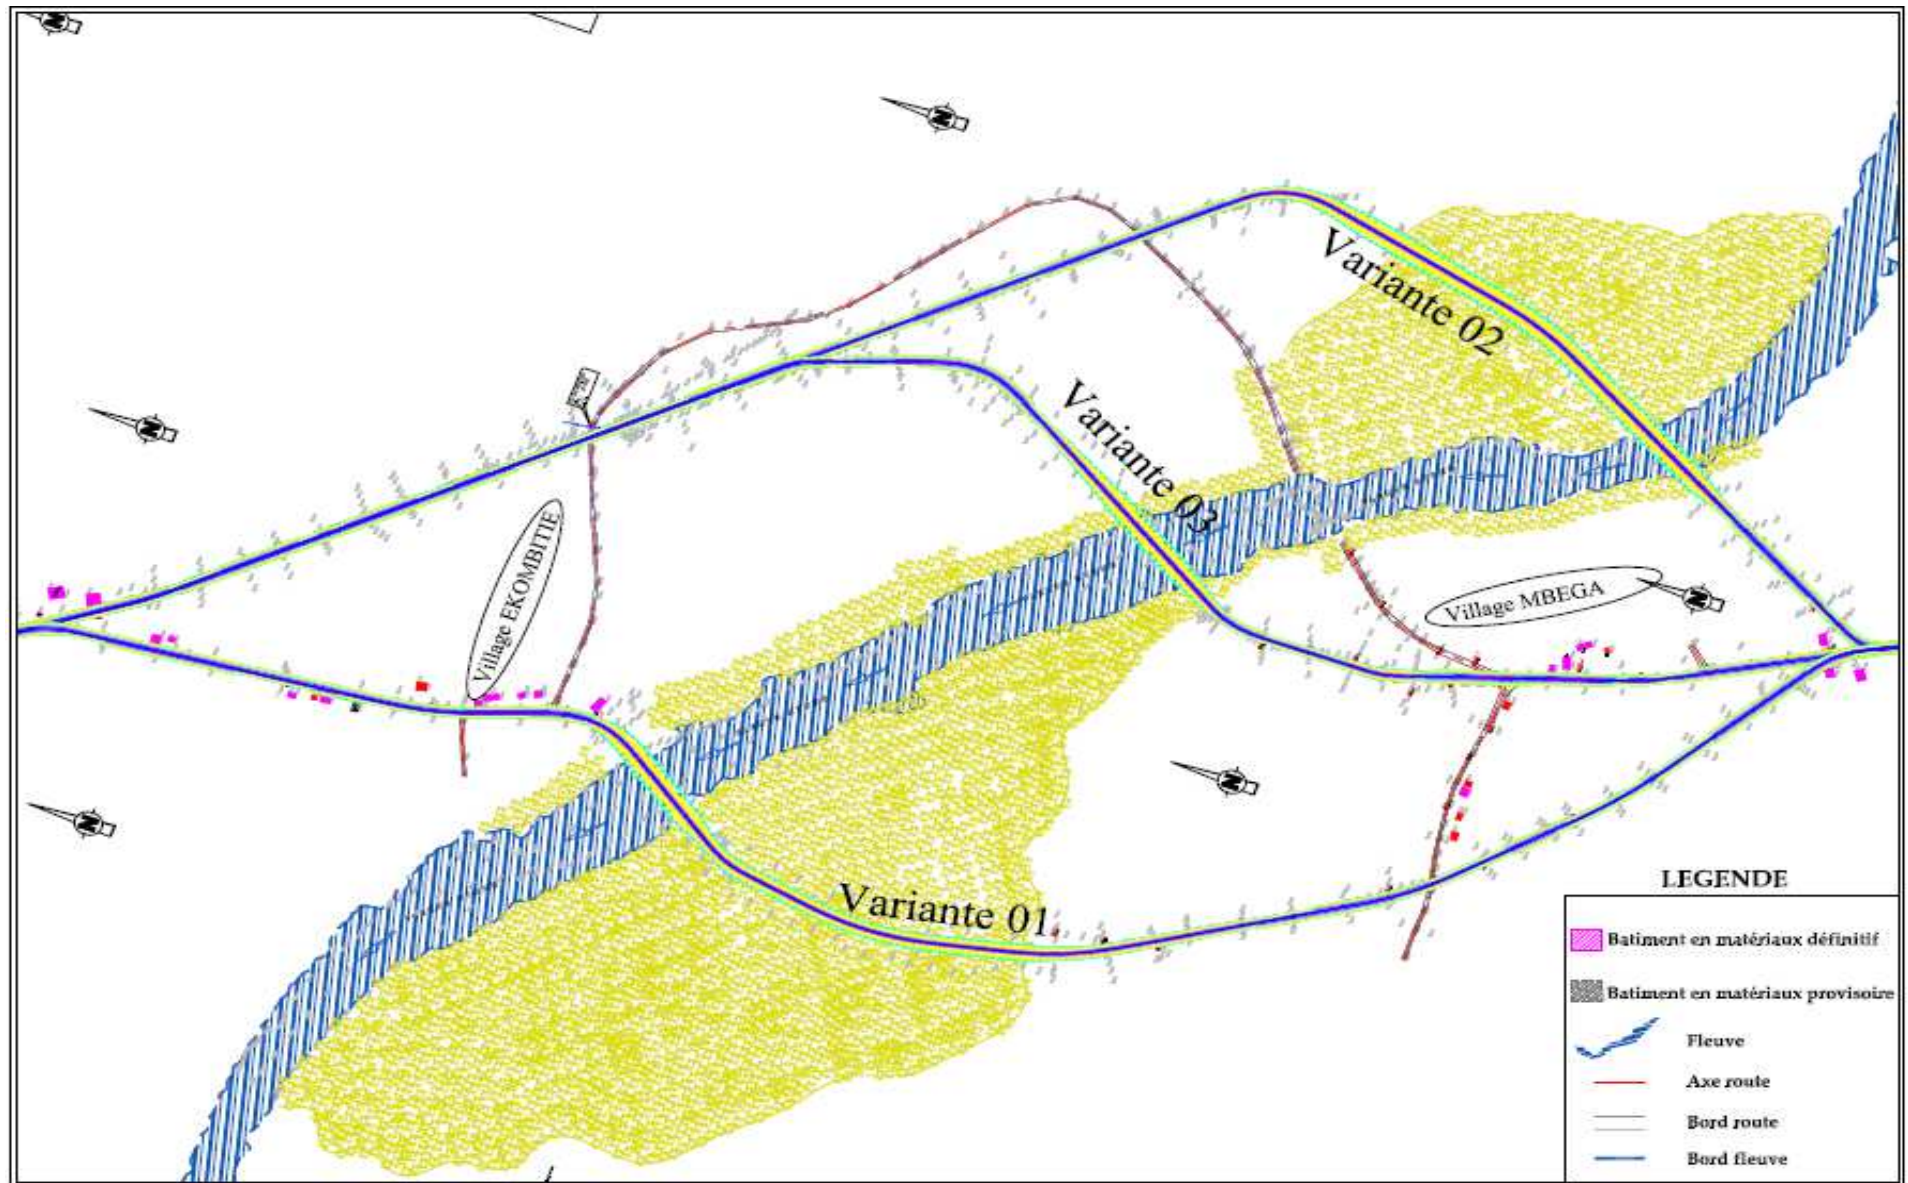 N
N
Variante 02
Variante 03
N
Village EKOMBITIE
Village MBEGA
N
N
N
Variante 01
LEGENDE
Batiment en matériaux définitif
Batiment en matériaux provisoire
Fleuve
Axe route
Bord route
Bord fleuve